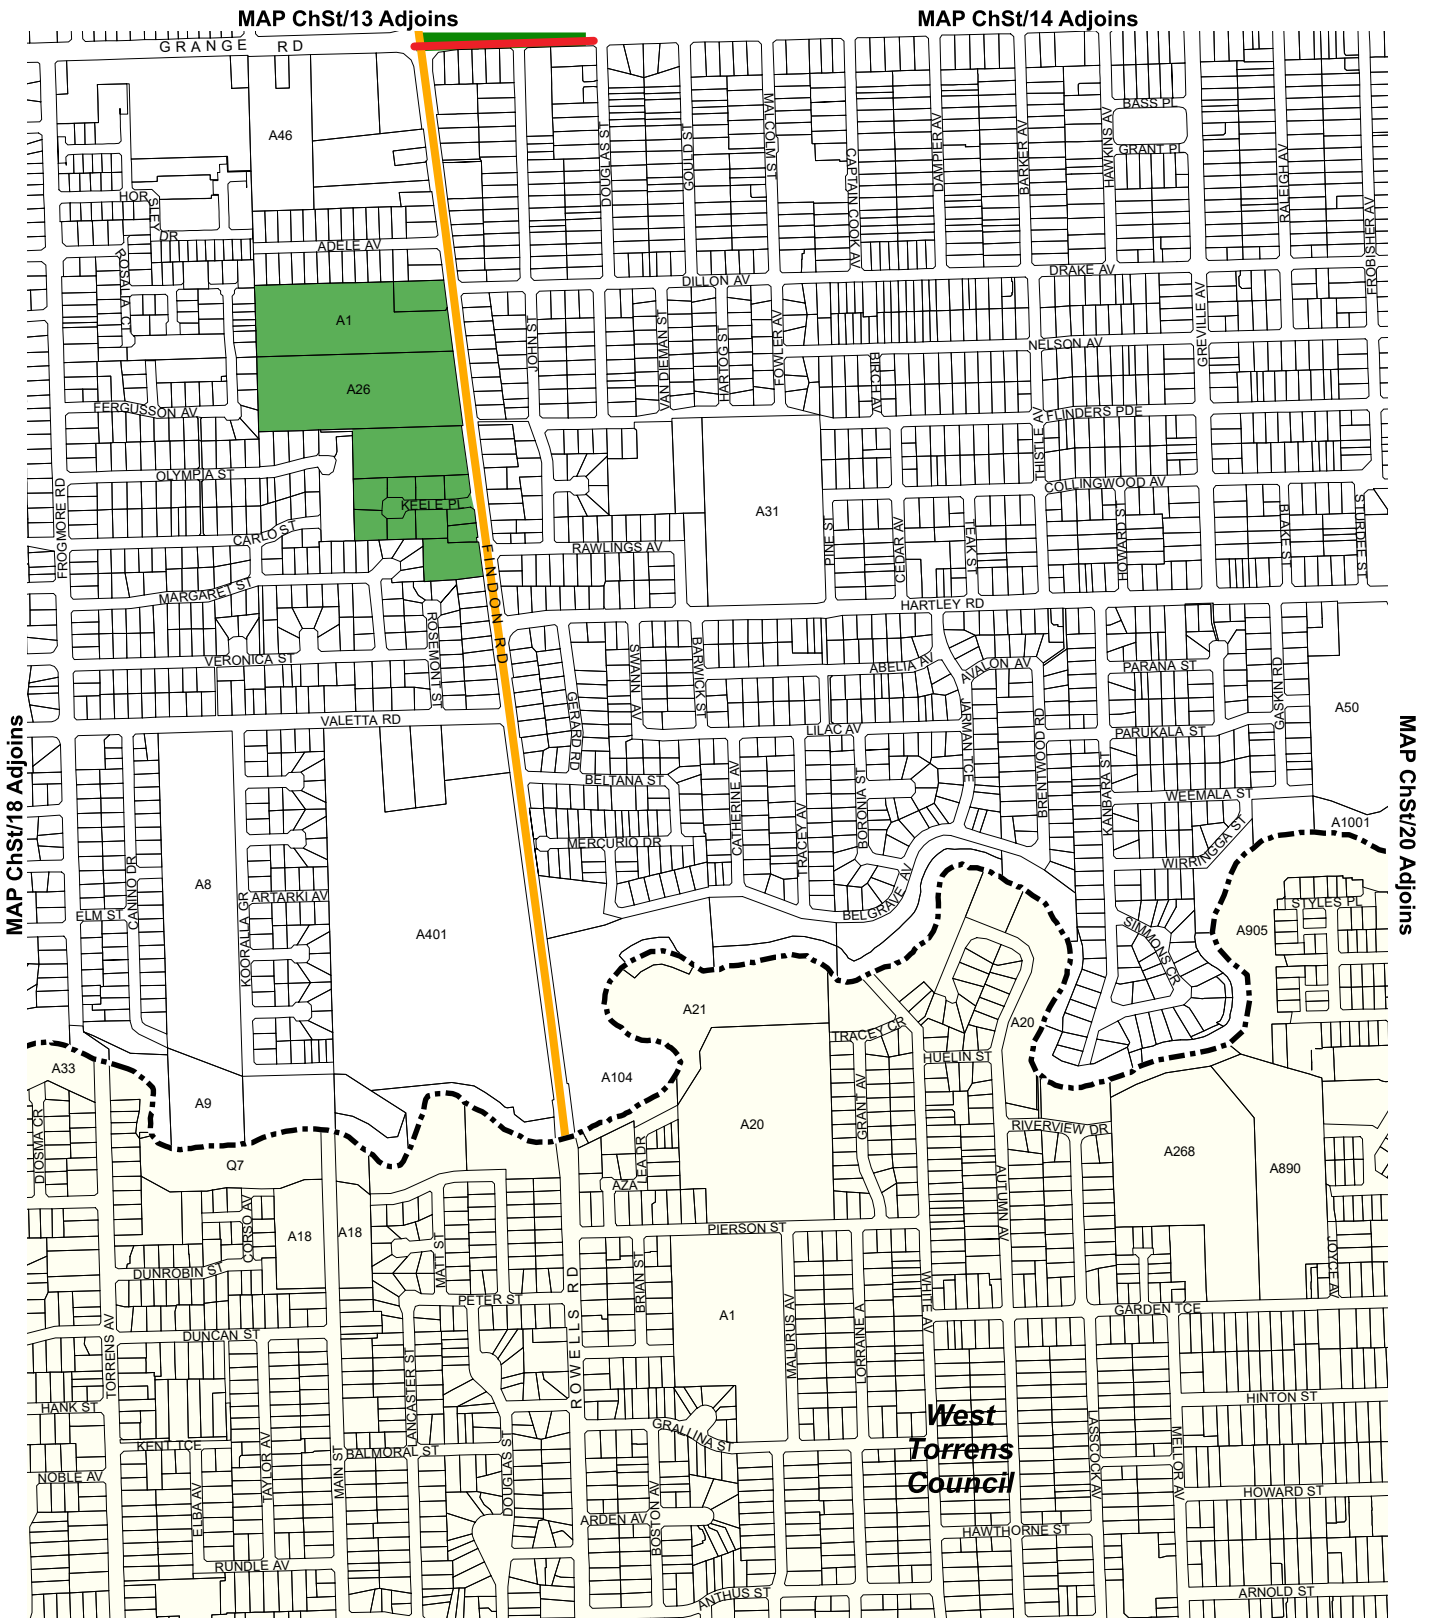 MAP ChSt/13 Adjoins
MAP ChSt/14 Adjoins
GRANGE RD
BASS PL
A46
MALCOLM ST
DOUGLAS ST
GOULD ST
CAPTAIN COOK AV
DAMPIER AV
BARKER AV
HAWKINS AV
GRANT PL
RALEIGH AV
FROBISHER AV
HOR
SLEY
DR
ADELE AV
ROSALIA CT
DILLON AV
DRAKE AV
A1
JOHN ST
VAN DIEMAN ST
HARTOG ST
FOWLER AV
NELSON AV
GREVILLE AV
BIRCH AV
A26
FERGUSSON AV
FLINDERS PDE
THISTLE AV
OLYMPIA ST
COLLINGWOOD AV
FROGMORE RD
KEELE PL
A31
CARLO ST
PINE ST
CEDAR AV
TEAK ST
HOWARD ST
BLAKE ST
STURDEE ST
RAWLINGS AV
FINDON RD
MARGARET ST
HARTLEY RD
ROSEMONT ST
VERONICA ST
SWANN AV
BARWICK ST
ABELIA AV
AVALON AV
PARANA ST
GASKIN RD
A50
GERARD RD
VALETTA RD
LILAC AV
JARMAN TCE
BRENTWOOD RD
PARUKALA ST
MAP ChSt/18 Adjoins
MAP ChSt/20 Adjoins
BELTANA ST
CATHERINE AV
TRACEY AV
BORONIA ST
KANBARA ST
WEEMALA ST
A1001
MERCURIO DR
WIRRINGGA ST
A8
CANINO DR
KOORALLA GR
ARTARKI AV
BELGRAVE AV
ELM ST
STYLES PL
A401
SIMMONS CR
A905
A21
A20
TRACEY CR
HUELIN ST
A33
A104
A9
DIOSMA CR
GRANT AV
A20
RIVERVIEW DR
A268
A890
Q7
AZA
LEA DR
AUTUMN AV
CORSO AV
A18
A18
PIERSON ST
MATT ST
JOYCE AV
DUNROBIN ST
PETER ST
ROWELLS RD
BRIAN ST
A1
MALURUS AV
LORRAINE A
WHITE AV
GARDEN TCE
DUNCAN ST
TORRENS AV
ANCASTER ST
HANK ST
HINTON ST
West
Torrens
Council
KENT TCE
GRALLINA ST
BALMORAL ST
NOBLE AV
TAYLOR AV
MAIN ST
DOUGLAS ST
ASSCOCK AV
MELLOR AV
HOWARD ST
ELBA AV
ARDEN AV
BOSTON AV
HAWTHORNE ST
RUNDLE AV
ANTHUS ST
ARNOLD ST